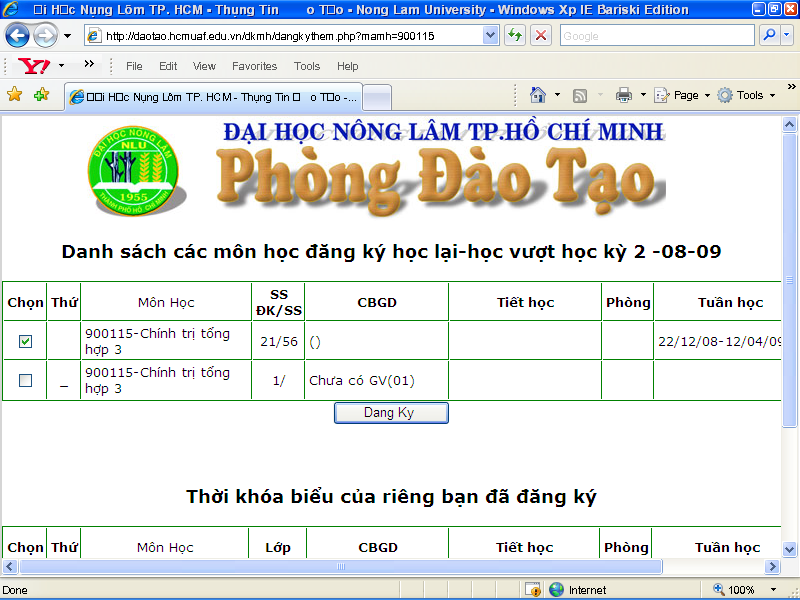 Đại Học Nông Lâm TP. HCM - Nong Lam University - Windows Xp IE Bariski Edition
http://daotao.hcmuaf.edu.vn/dkmh/dangkythem.php?mamh=900115
Google
Y!
File Edit View Favorites Tools Help
TP. HCM
Page Tools
ĐẠI HỌC NÔNG LÂM TP.HỒ CHÍ MINH
Phòng Đào Tạo
ĐẠI HỌC NÔNG LÂM
NLU
1955
THÀNH PHỐ HỒ CHÍ MINH
Danh sách các môn học đăng ký học lại-học vượt học kỳ 2 -08-09
Chọn Thứ Môn Học SS ĐK/SS CBGD Tiết học Phòng Tuần học
900115-Chính trị tổng hợp 3 21/56 () 22/12/08-12/04/09
_ 900115-Chính trị tổng hợp 3 1/ Chưa có GV(01)
Dang Ky
Thời khóa biểu của riêng bạn đã đăng ký
Chọn Thứ Môn Học Lớp CBGD Tiết học Phòng Tuần học
Done Internet 100%